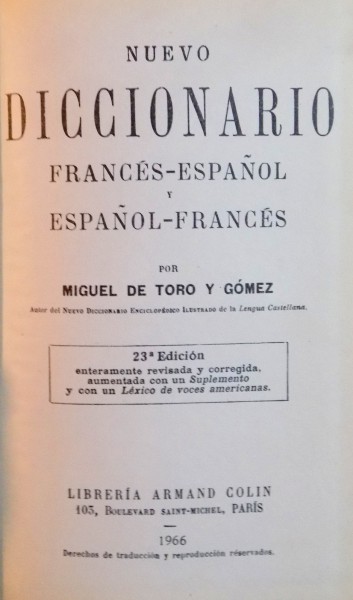 NUEVO
DICCIONARIO
FRANCÉS-ESPAÑOL
Y
ESPAÑOL-FRANCÉS
POR
MIGUEL DE TORO Y GÓMEZ
Autor del NUEVO DICCIONARIO ENCICLOPÉDICO ILUSTRADO de la Lengua Castellana.
23ª Edición
enteramente revisada y corregida,
aumentada con un Suplemento
y con un Léxico de voces americanas.
LIBRERÍA ARMAND COLIN
103, BOULEVARD SAINT-MICHEL, PARÍS
—
1966
Derechos de traducción y reproducción réservados.